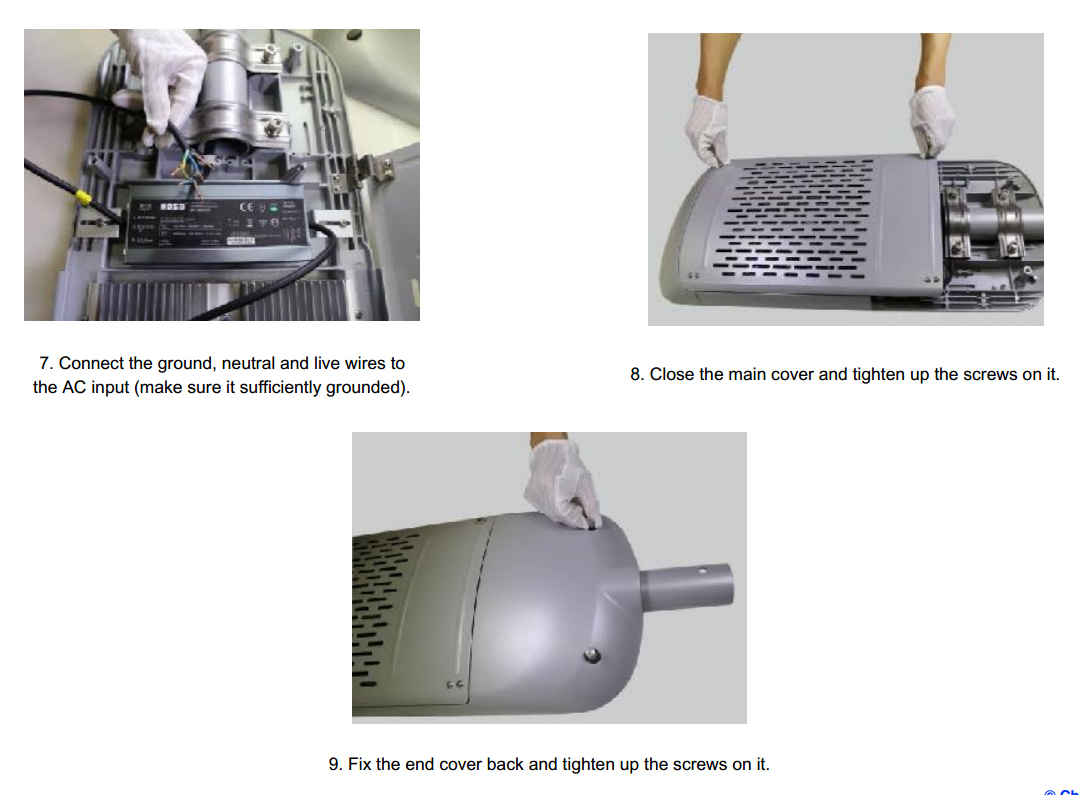 MOSO
CE
7. Connect the ground, neutral and live wires to
the AC input (make sure it sufficiently grounded).
8. Close the main cover and tighten up the screws on it.
9. Fix the end cover back and tighten up the screws on it.